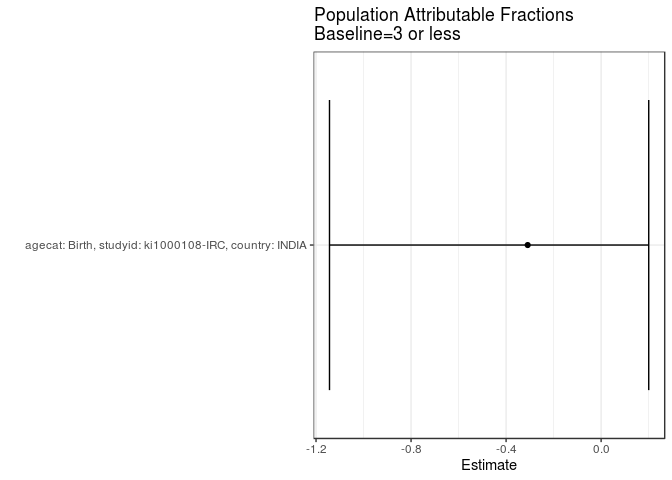 Population Attributable Fractions
Baseline=3 or less
agecat: Birth, studyid: ki1000108-IRC, country: INDIA
-1.2 -0.8 -0.4 0.0
Estimate